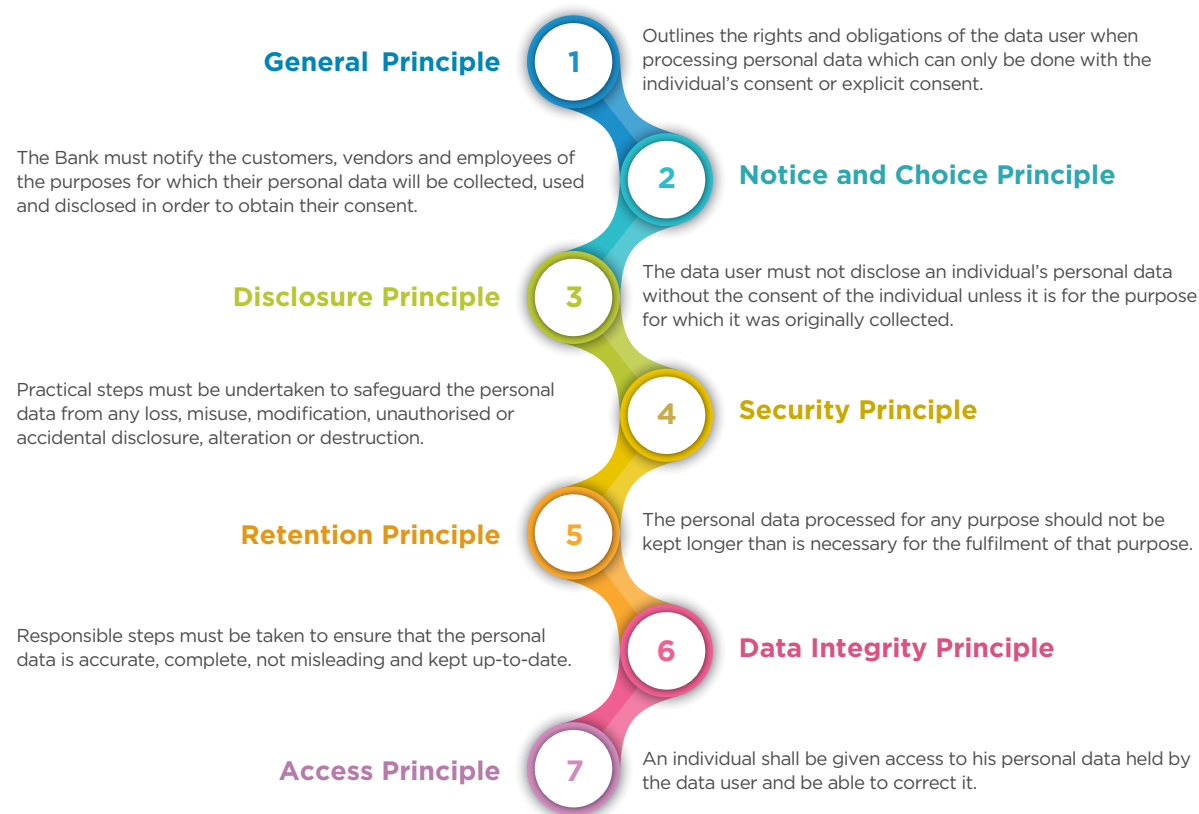 General Principle
1
Outlines the rights and obligations of the data user when
processing personal data which can only be done with the
individual's consent or explicit consent.
The Bank must notify the customers, vendors and employees of
the purposes for which their personal data will be collected, used
and disclosed in order to obtain their consent.
2
Notice and Choice Principle
Disclosure Principle
3
The data user must not disclose an individual's personal data
without the consent of the individual unless it is for the purpose
for which it was originally collected.
Practical steps must be undertaken to safeguard the personal
data from any loss, misuse, modification, unauthorised or
accidental disclosure, alteration or destruction.
4
Security Principle
Retention Principle
5
The personal data processed for any purpose should not be
kept longer than is necessary for the fulfilment of that purpose.
Responsible steps must be taken to ensure that the personal
data is accurate, complete, not misleading and kept up-to-date.
6
Data Integrity Principle
Access Principle
7
An individual shall be given access to his personal data held by
the data user and be able to correct it.